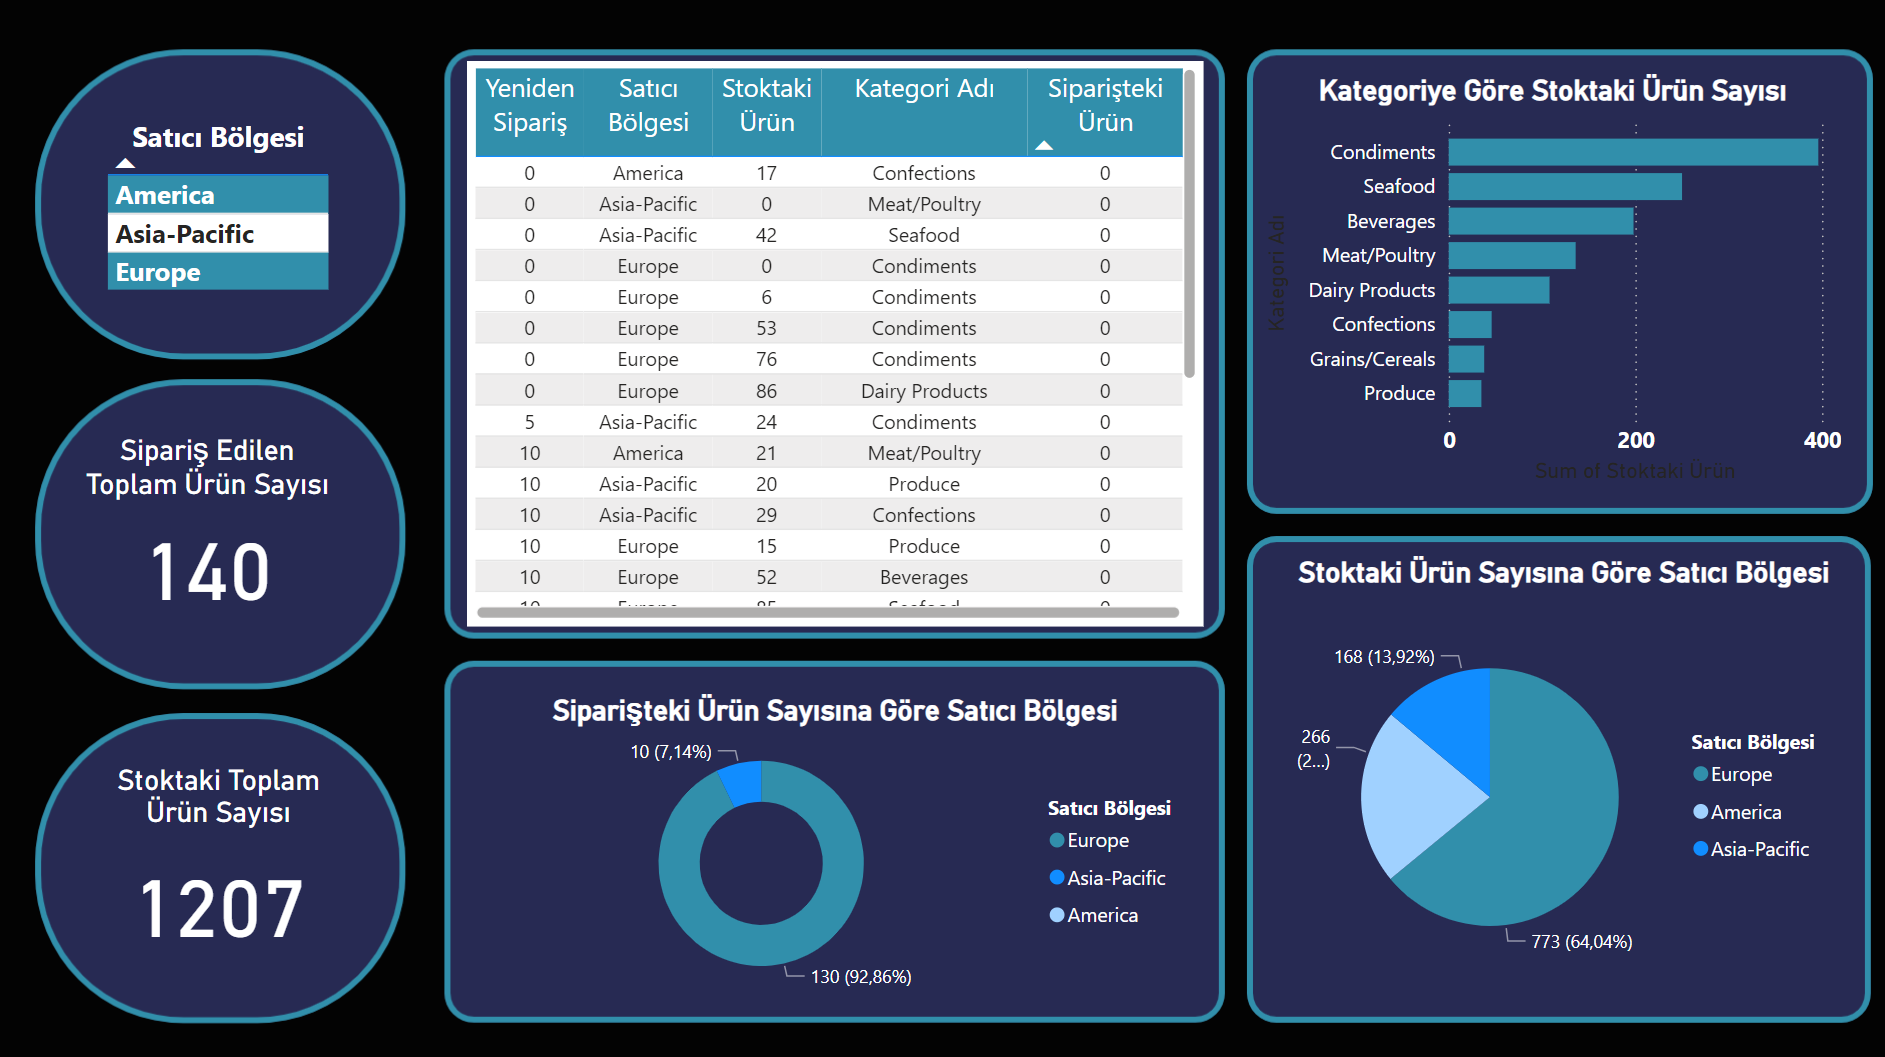 Satıcı Bölgesi
America
Asia-Pacific
Europe
Sipariş Edilen
Toplam Ürün Sayısı
140
Stoktaki Toplam
Ürün Sayısı
1207
Yeniden Sipariş Satıcı Bölgesi Stoktaki Ürün Kategori Adı Siparişteki Ürün
0 America 17 Confections 0
0 Asia-Pacific 0 Meat/Poultry 0
0 Asia-Pacific 42 Seafood 0
0 Europe 0 Condiments 0
0 Europe 6 Condiments 0
0 Europe 53 Condiments 0
0 Europe 76 Condiments 0
0 Europe 86 Dairy Products 0
5 Asia-Pacific 24 Condiments 0
10 America 21 Meat/Poultry 0
10 Asia-Pacific 20 Produce 0
10 Asia-Pacific 29 Confections 0
10 Europe 15 Produce 0
10 Europe 52 Beverages 0
10 Europe 85 Seafood 0
Siparişteki Ürün Sayısına Göre Satıcı Bölgesi
10 (7,14%)
130 (92,86%)
Satıcı Bölgesi
Europe
Asia-Pacific
America
Kategoriye Göre Stoktaki Ürün Sayısı
Kategori Adı
Condiments
Seafood
Beverages
Meat/Poultry
Dairy Products
Confections
Grains/Cereals
Produce
0 200 400
Sum of Stoktaki Ürün
Stoktaki Ürün Sayısına Göre Satıcı Bölgesi
168 (13,92%)
266
(2...)
773 (64,04%)
Satıcı Bölgesi
Europe
America
Asia-Pacific